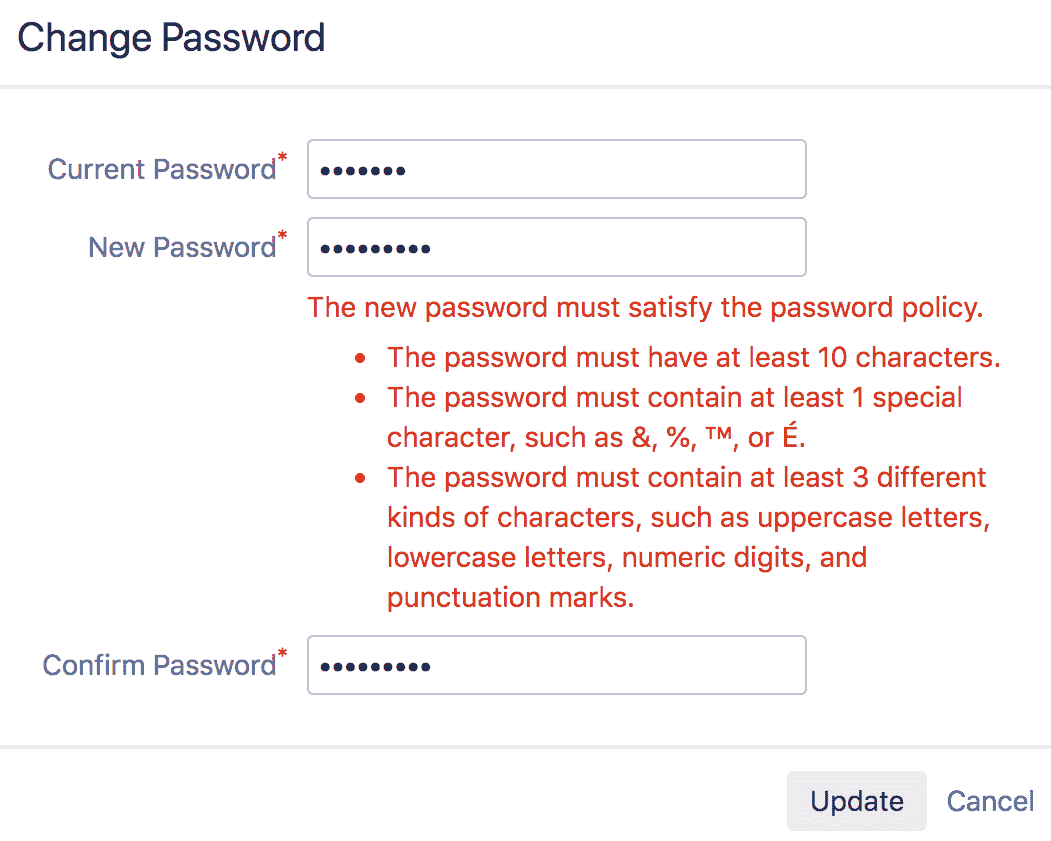 Change Password
Current Password*
•••••••
New Password*
•••••••••
The new password must satisfy the password policy.
• The password must have at least 10 characters.
• The password must contain at least 1 special
character, such as &, %, ™, or É.
• The password must contain at least 3 different
kinds of characters, such as uppercase letters,
lowercase letters, numeric digits, and
punctuation marks.
Confirm Password*
•••••••••
Update Cancel